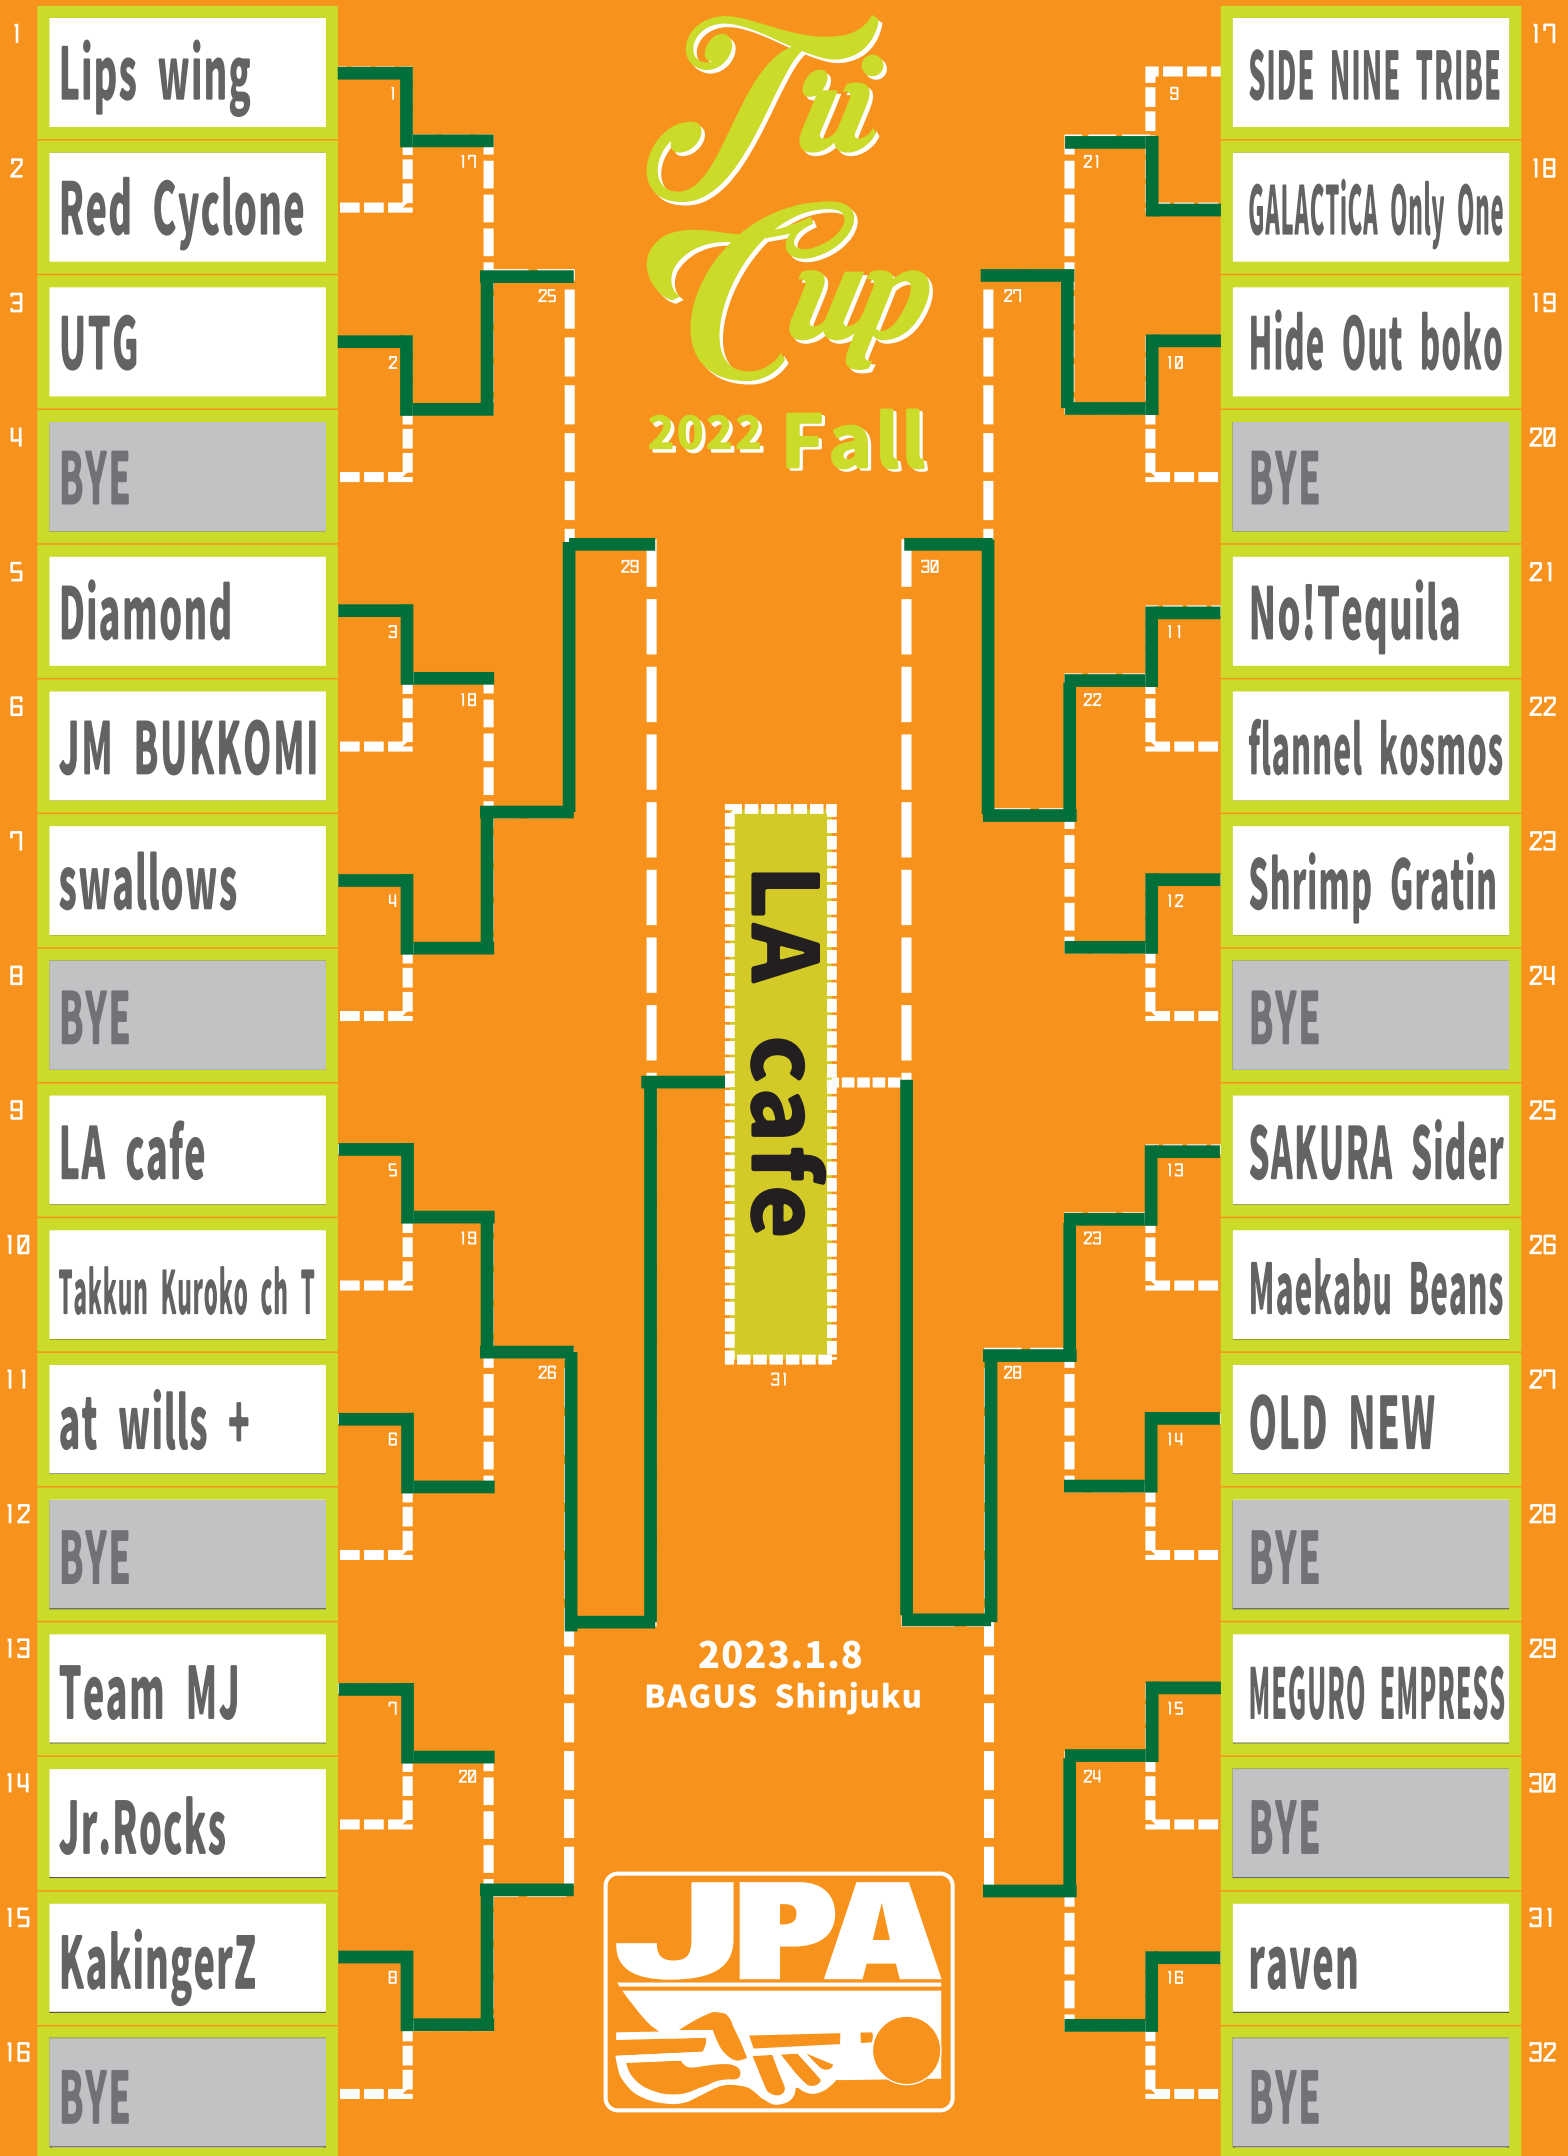 Tri
Cup
2022 Fall
1
Lips wing
2
Red Cyclone
3
UTG
4
BYE
5
Diamond
6
JM BUKKOMI
7
swallows
8
BYE
9
LA cafe
10
Takkun Kuroko ch T
11
at wills +
12
BYE
13
Team MJ
14
Jr.Rocks
15
KakingerZ
16
BYE
1
2
3
4
5
6
7
8
17
18
19
20
25
26
29
LA cafe
31
30
27
28
21
22
23
24
9
10
11
12
13
14
15
16
17
SIDE NINE TRIBE
18
GALACTiCA Only One
19
Hide Out boko
20
BYE
21
No!Tequila
22
flannel kosmos
23
Shrimp Gratin
24
BYE
25
SAKURA Sider
26
Maekabu Beans
27
OLD NEW
28
BYE
29
MEGURO EMPRESS
30
BYE
31
raven
32
BYE
2023.1.8
BAGUS Shinjuku
JPA